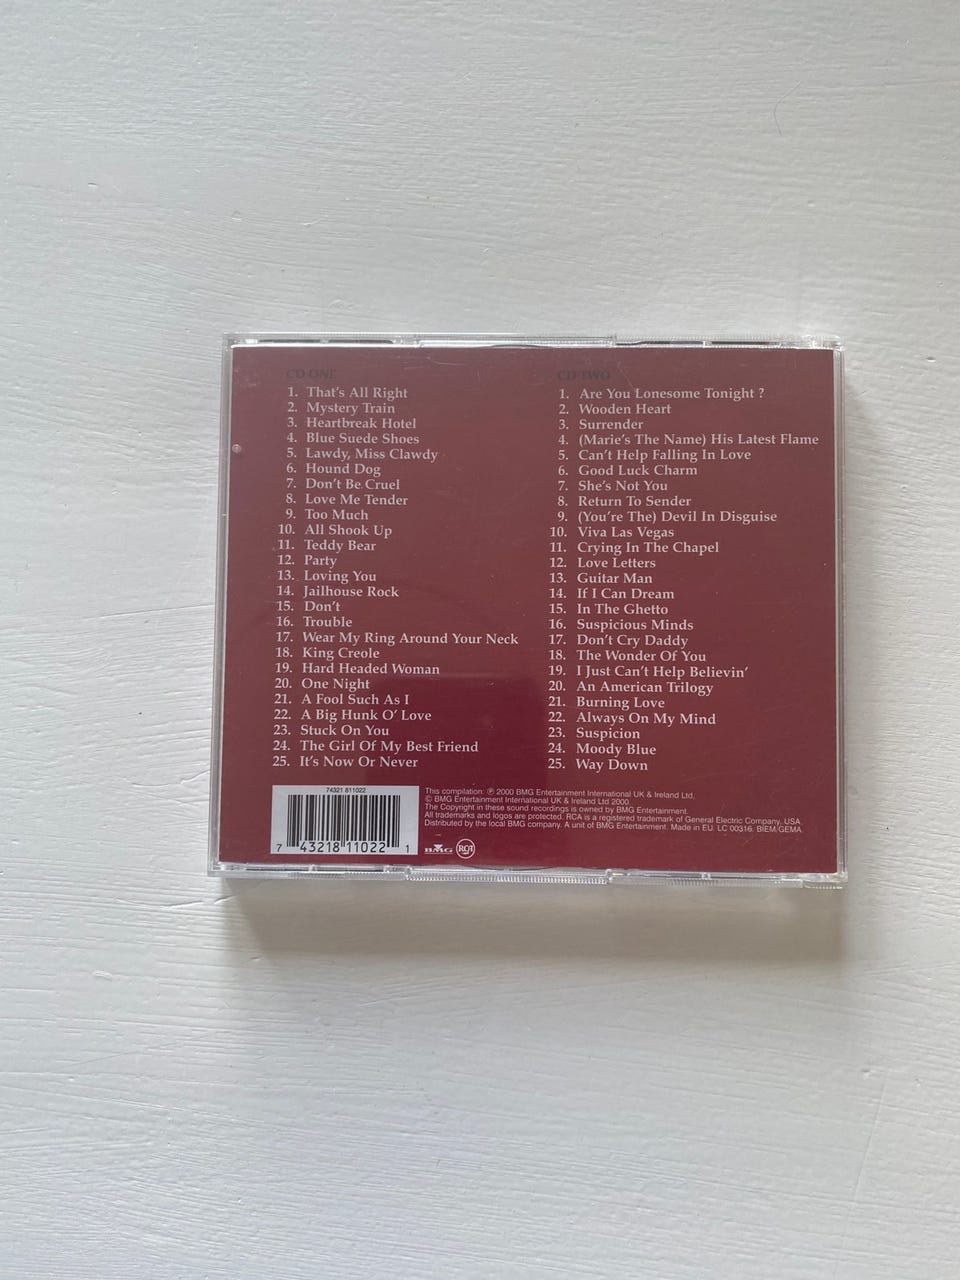 CD ONE
1. That's All Right
2. Mystery Train
3. Heartbreak Hotel
4. Blue Suede Shoes
5. Lawdy, Miss Clawdy
6. Hound Dog
7. Don't Be Cruel
8. Love Me Tender
9. Too Much
10. All Shook Up
11. Teddy Bear
12. Party
13. Loving You
14. Jailhouse Rock
15. Don't
16. Trouble
17. Wear My Ring Around Your Neck
18. King Creole
19. Hard Headed Woman
20. One Night
21. A Fool Such As I
22. A Big Hunk O' Love
23. Stuck On You
24. The Girl Of My Best Friend
25. It's Now Or Never
CD TWO
1. Are You Lonesome Tonight ?
2. Wooden Heart
3. Surrender
4. (Marie's The Name) His Latest Flame
5. Can't Help Falling In Love
6. Good Luck Charm
7. She's Not You
8. Return To Sender
9. (You're The) Devil In Disguise
10. Viva Las Vegas
11. Crying In The Chapel
12. Love Letters
13. Guitar Man
14. If I Can Dream
15. In The Ghetto
16. Suspicious Minds
17. Don't Cry Daddy
18. The Wonder Of You
19. I Just Can't Help Believin'
20. An American Trilogy
21. Burning Love
22. Always On My Mind
23. Suspicion
24. Moody Blue
25. Way Down
74321 811022
7 43218 11022 1
This compilation: ℗ 2000 BMG Entertainment International UK & Ireland Ltd.
© BMG Entertainment International UK & Ireland Ltd 2000.
The Copyright in these sound recordings is owned by BMG Entertainment.
All trademarks and logos are protected. RCA is a registered trademark of General Electric Company, USA.
Distributed by the local BMG company. A unit of BMG Entertainment. Made in EU. LC 00316. BIEM/GEMA.
BMG
RCA